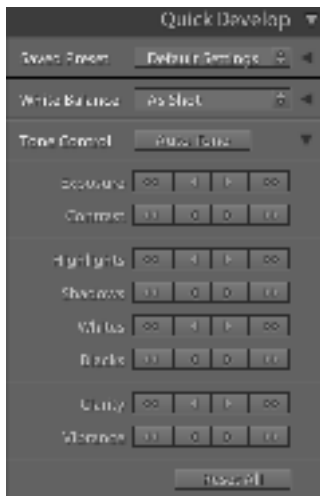 Quick Develop
Saved Preset Default Settings
White Balance As Shot
Tone Control Auto Tone
Exposure
Contrast
Highlights
Shadows
Whites
Blacks
Clarity
Vibrance
Reset All